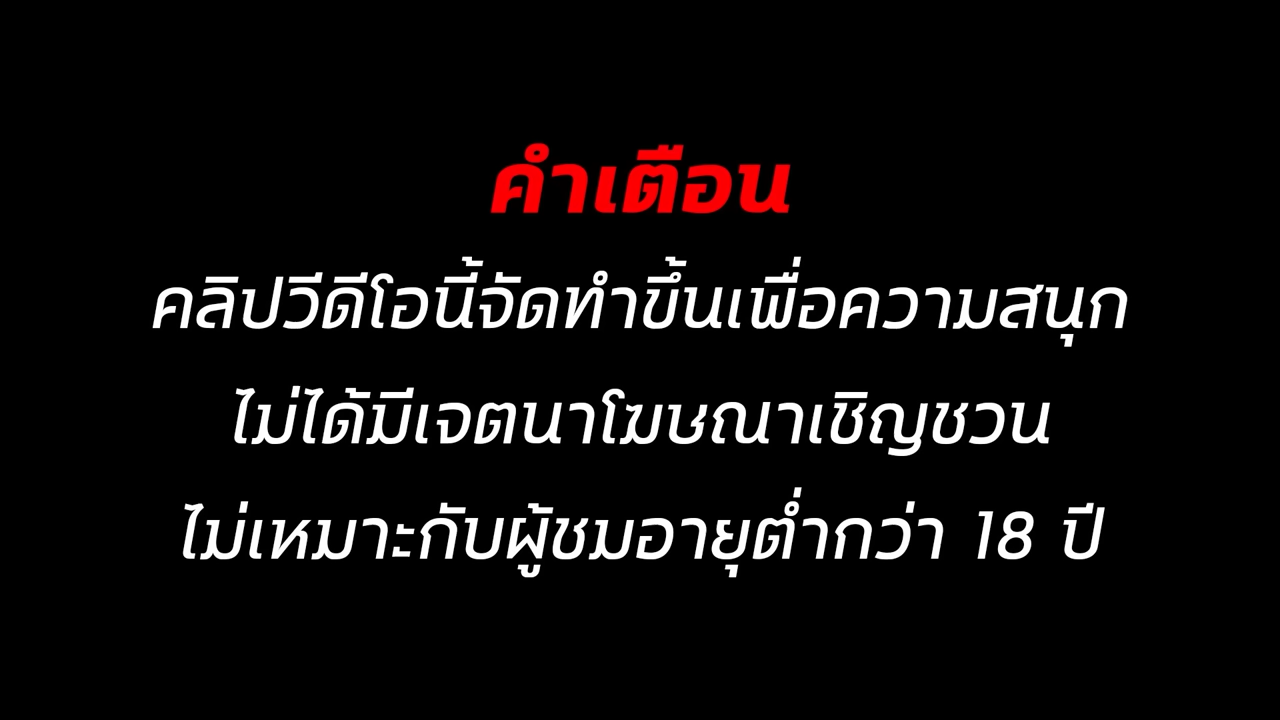 คำเตือน
คลิปวีดีโอนี้จัดทำขึ้นเพื่อความสนุก
ไม่ได้มีเจตนาโฆษณาเชิญชวน
ไม่เหมาะกับผู้ชมอายุต่ำกว่า 18 ปี